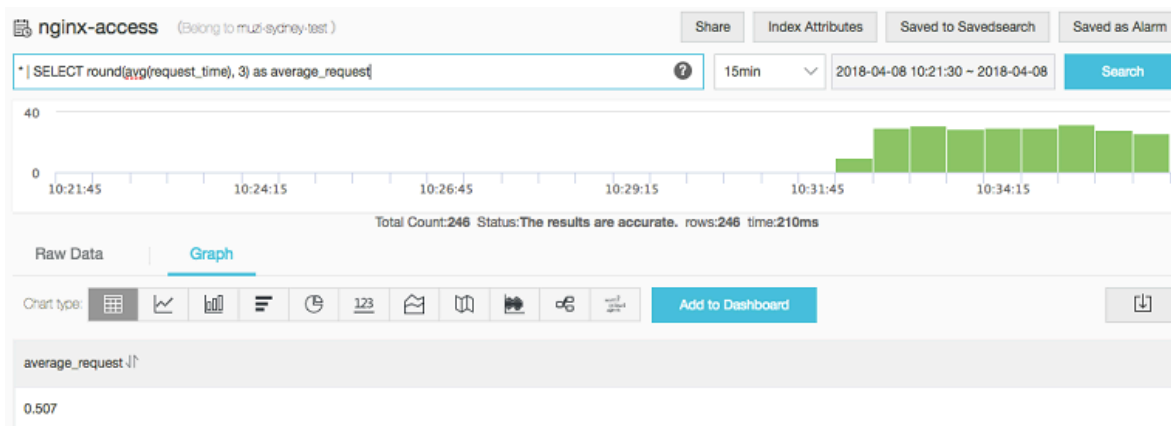 nginx-access (Belong to muzi-sydney-test) Share Index Attributes Saved to Savedsearch Saved as Alarm
* | SELECT round(avg(request_time), 3) as average_request ? 15min 2018-04-08 10:21:30 ~ 2018-04-08 Search
40
0
10:21:45 10:24:15 10:26:45 10:29:15 10:31:45 10:34:15
Total Count:246 Status:The results are accurate. rows:246 time:210ms
Raw Data Graph
Chart type: 123 Add to Dashboard
average_request
0.507